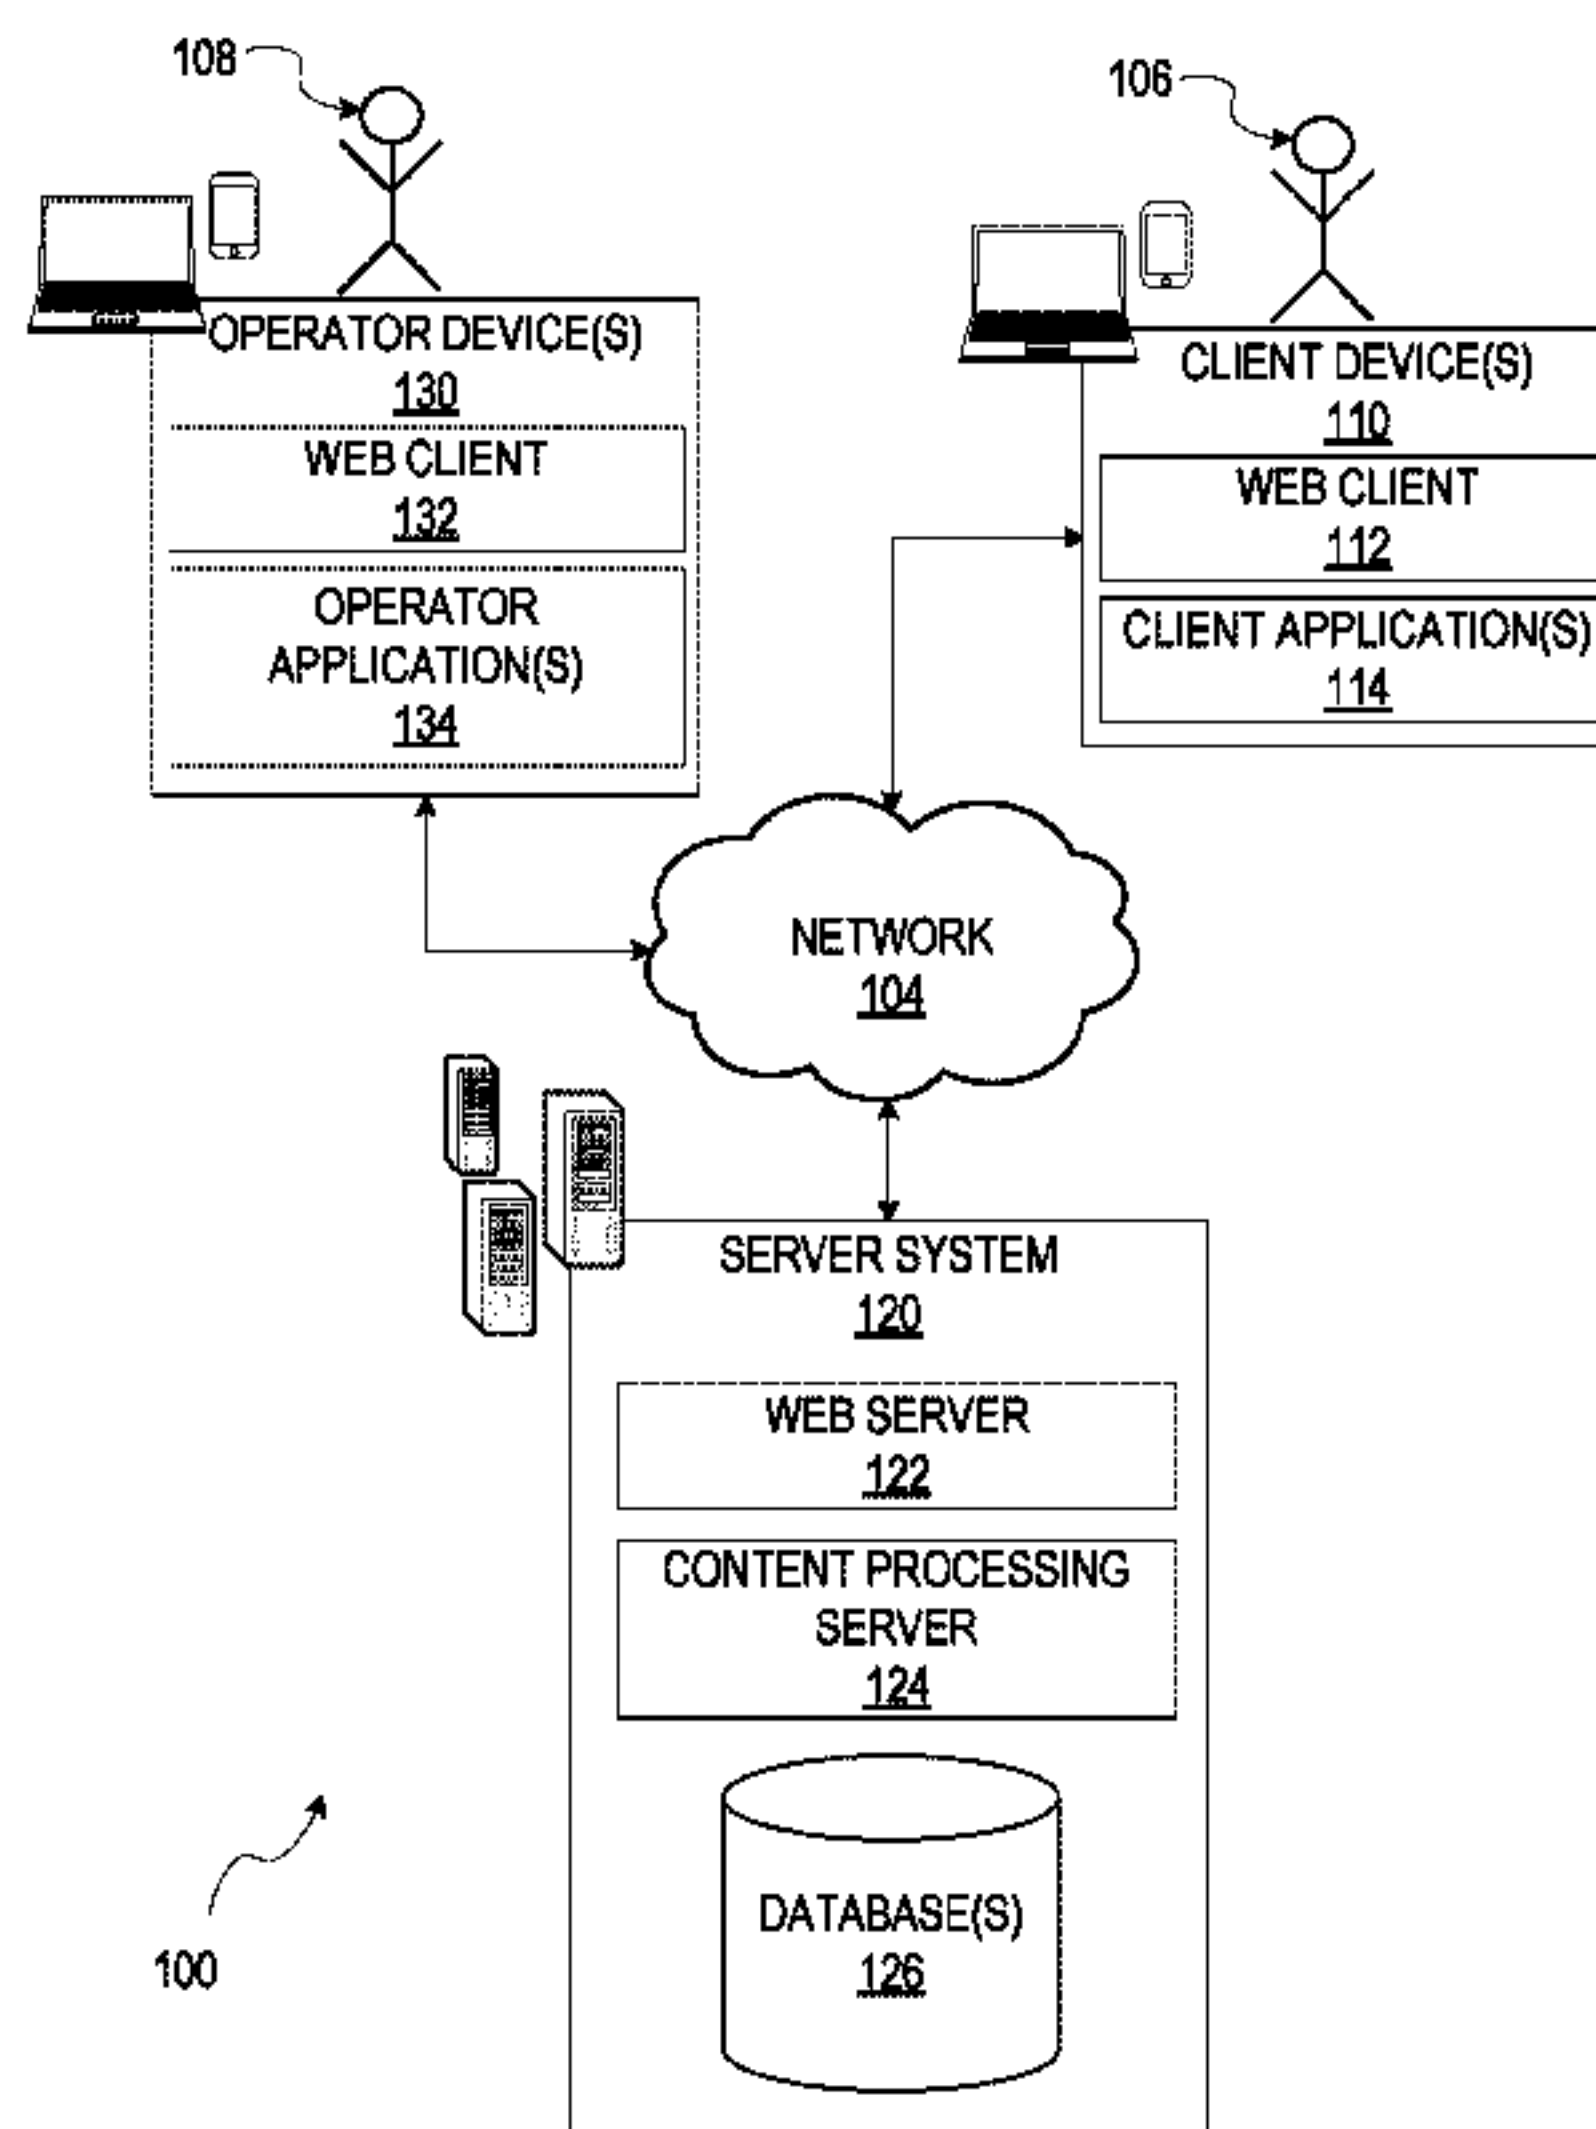 108
106
OPERATOR DEVICE(S)
130
WEB CLIENT
132
OPERATOR
APPLICATION(S)
134
CLIENT DEVICE(S)
110
WEB CLIENT
112
CLIENT APPLICATION(S)
114
NETWORK
104
SERVER SYSTEM
120
WEB SERVER
122
CONTENT PROCESSING
SERVER
124
DATABASE(S)
126
100